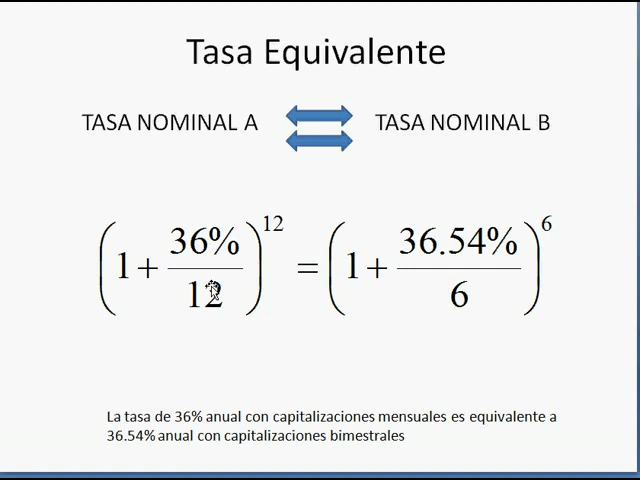 Tasa Equivalente
TASA NOMINAL A TASA NOMINAL B
(1 + 36%/12)^12 = (1 + 36.54%/6)^6
La tasa de 36% anual con capitalizaciones mensuales es equivalente a
36.54% anual con capitalizaciones bimestrales